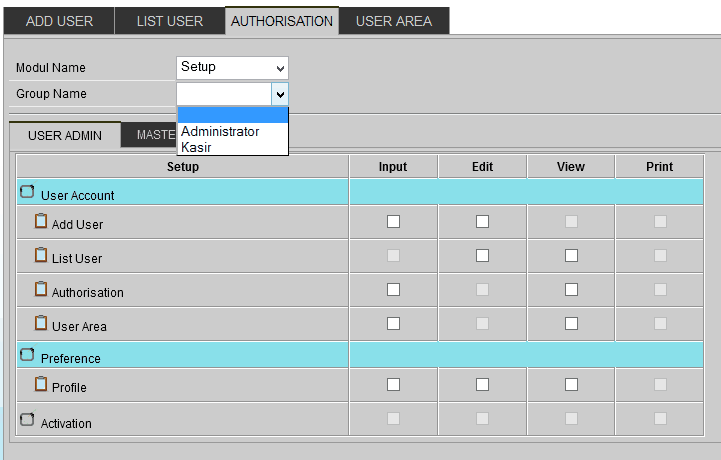 ADD USER LIST USER AUTHORISATION USER AREA
Modul Name Setup
Group Name
Administrator
Kasir
USER ADMIN MASTE
Setup Input Edit View Print
User Account
Add User
List User
Authorisation
User Area
Preference
Profile
Activation